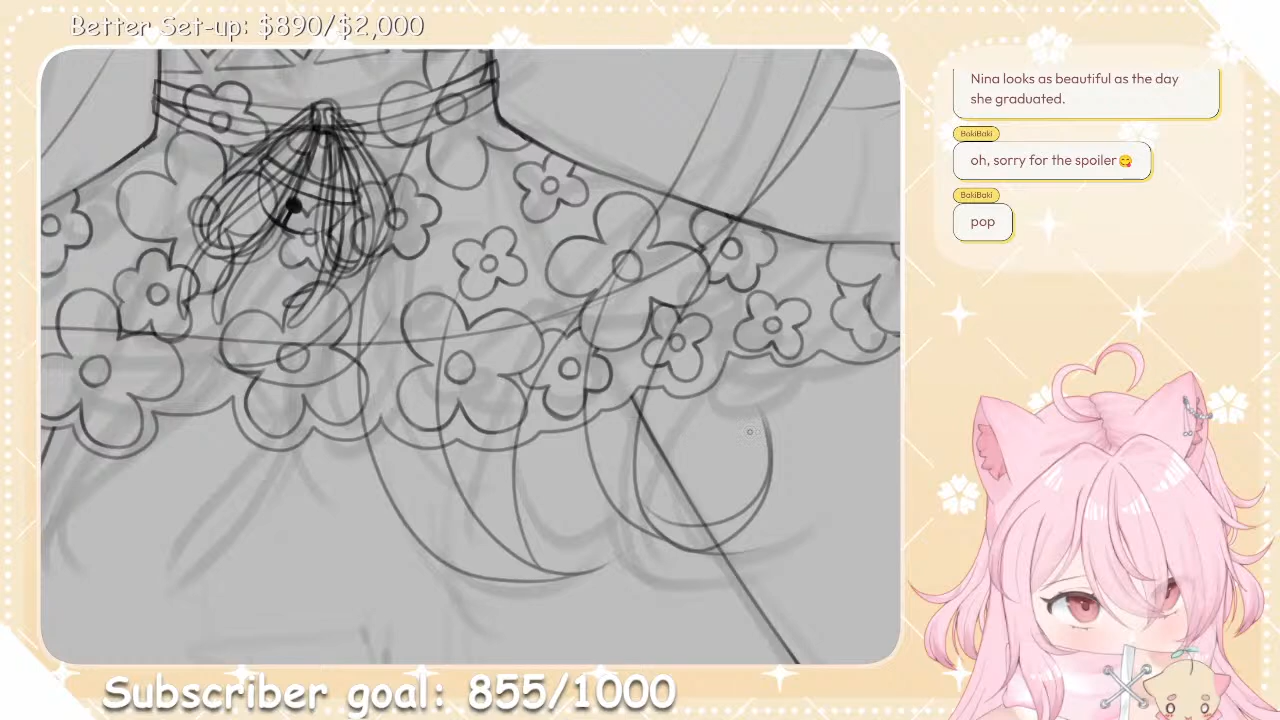 Better Set-up: $890/$2,000
Nina looks as beautiful as the day
she graduated.
BakiBaki
oh, sorry for the spoiler😋
BakiBaki
pop
Subscriber goal: 855/1000